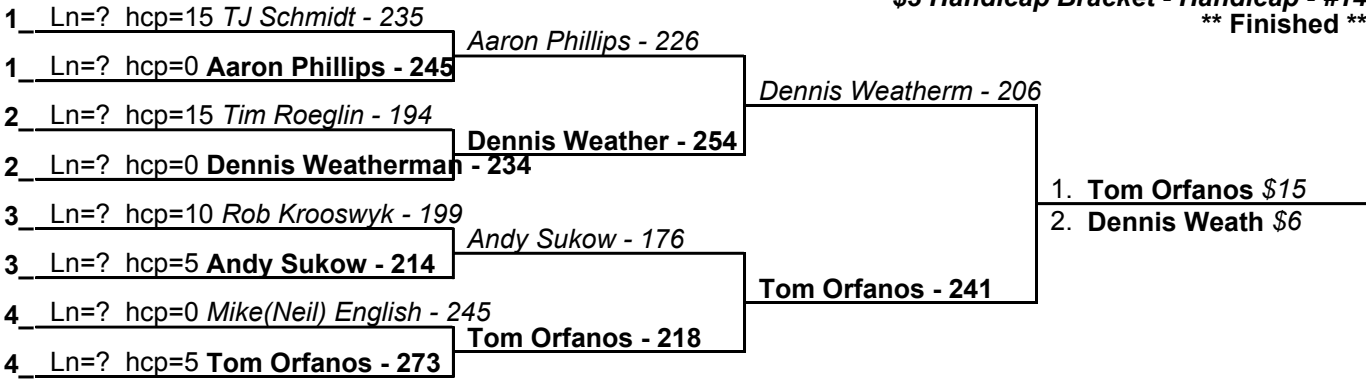 $5 Handicap Bracket - Handicap - #14
** Finished **
1_ Ln=? hcp=15 TJ Schmidt - 235
1_ Ln=? hcp=0 Aaron Phillips - 245
2_ Ln=? hcp=15 Tim Roeglin - 194
2_ Ln=? hcp=0 Dennis Weatherman - 234
3_ Ln=? hcp=10 Rob Krooswyk - 199
3_ Ln=? hcp=5 Andy Sukow - 214
4_ Ln=? hcp=0 Mike(Neil) English - 245
4_ Ln=? hcp=5 Tom Orfanos - 273
Aaron Phillips - 226
Dennis Weather - 254
Andy Sukow - 176
Tom Orfanos - 218
Dennis Weatherm - 206
Tom Orfanos - 241
1. Tom Orfanos $15
2. Dennis Weath $6